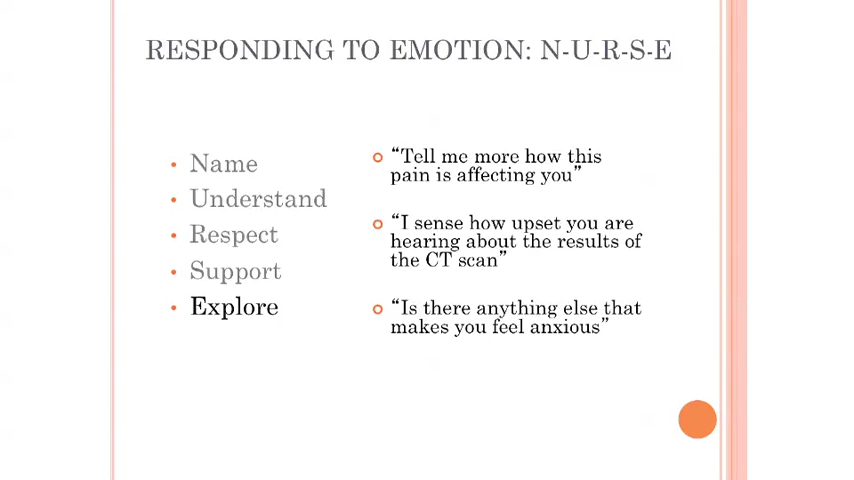 RESPONDING TO EMOTION: N-U-R-S-E
Name
Understand
Respect
Support
Explore
“Tell me more how this
pain is affecting you”
“I sense how upset you are
hearing about the results of
the CT scan”
“Is there anything else that
makes you feel anxious”